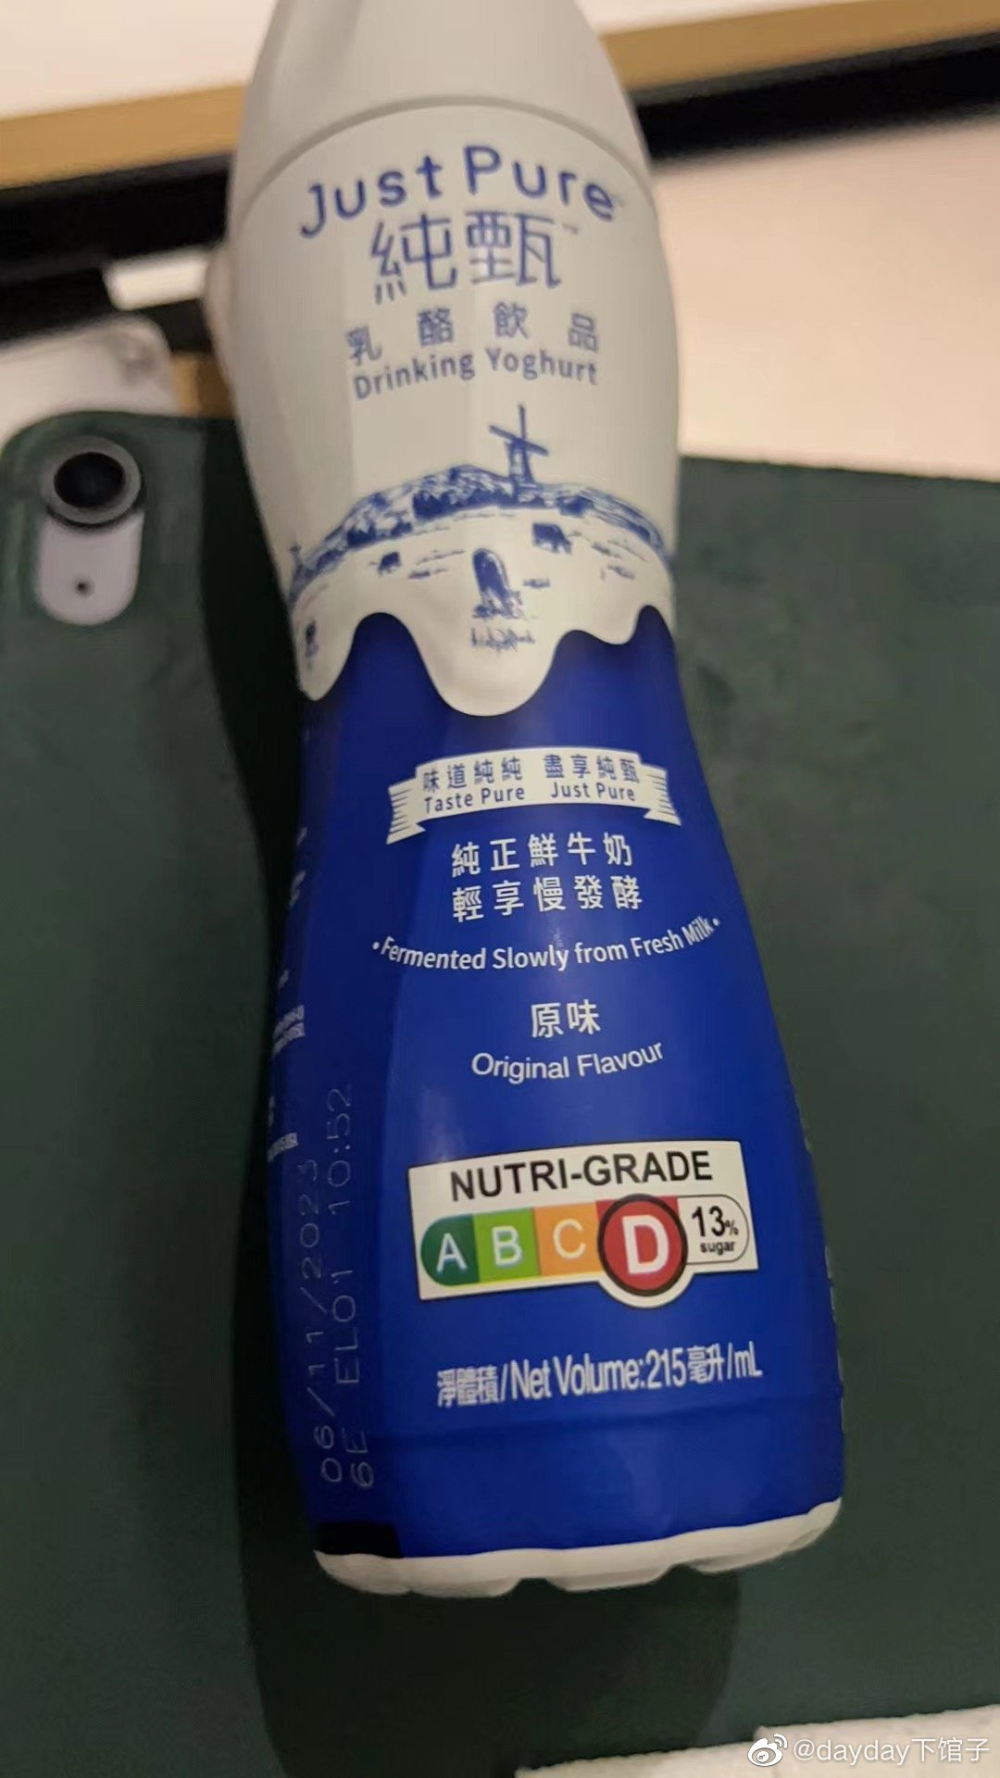 Just Pure™
純甄™
乳酪飲品
Drinking Yoghurt
味道純純 盡享純甄
Taste Pure Just Pure
純正鮮牛奶
輕享慢發酵
•Fermented Slowly from Fresh Milk•
原味
Original Flavour
NUTRI-GRADE
A B C D 13% sugar
淨體積/Net Volume:215毫升/mL
06/11/2023
6E EL01 10:52
@dayday下馆子